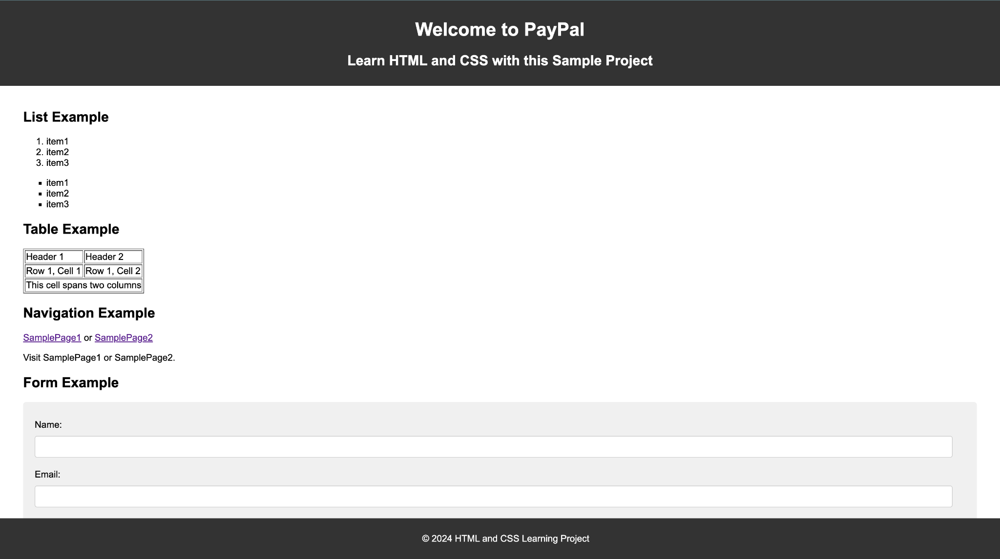 Welcome to PayPal
Learn HTML and CSS with this Sample Project
List Example
1. item1
2. item2
3. item3
▪ item1
▪ item2
▪ item3
Table Example
Header 1 Header 2
Row 1, Cell 1 Row 1, Cell 2
This cell spans two columns
Navigation Example
SamplePage1 or SamplePage2
Visit SamplePage1 or SamplePage2.
Form Example
Name:
Email:
© 2024 HTML and CSS Learning Project